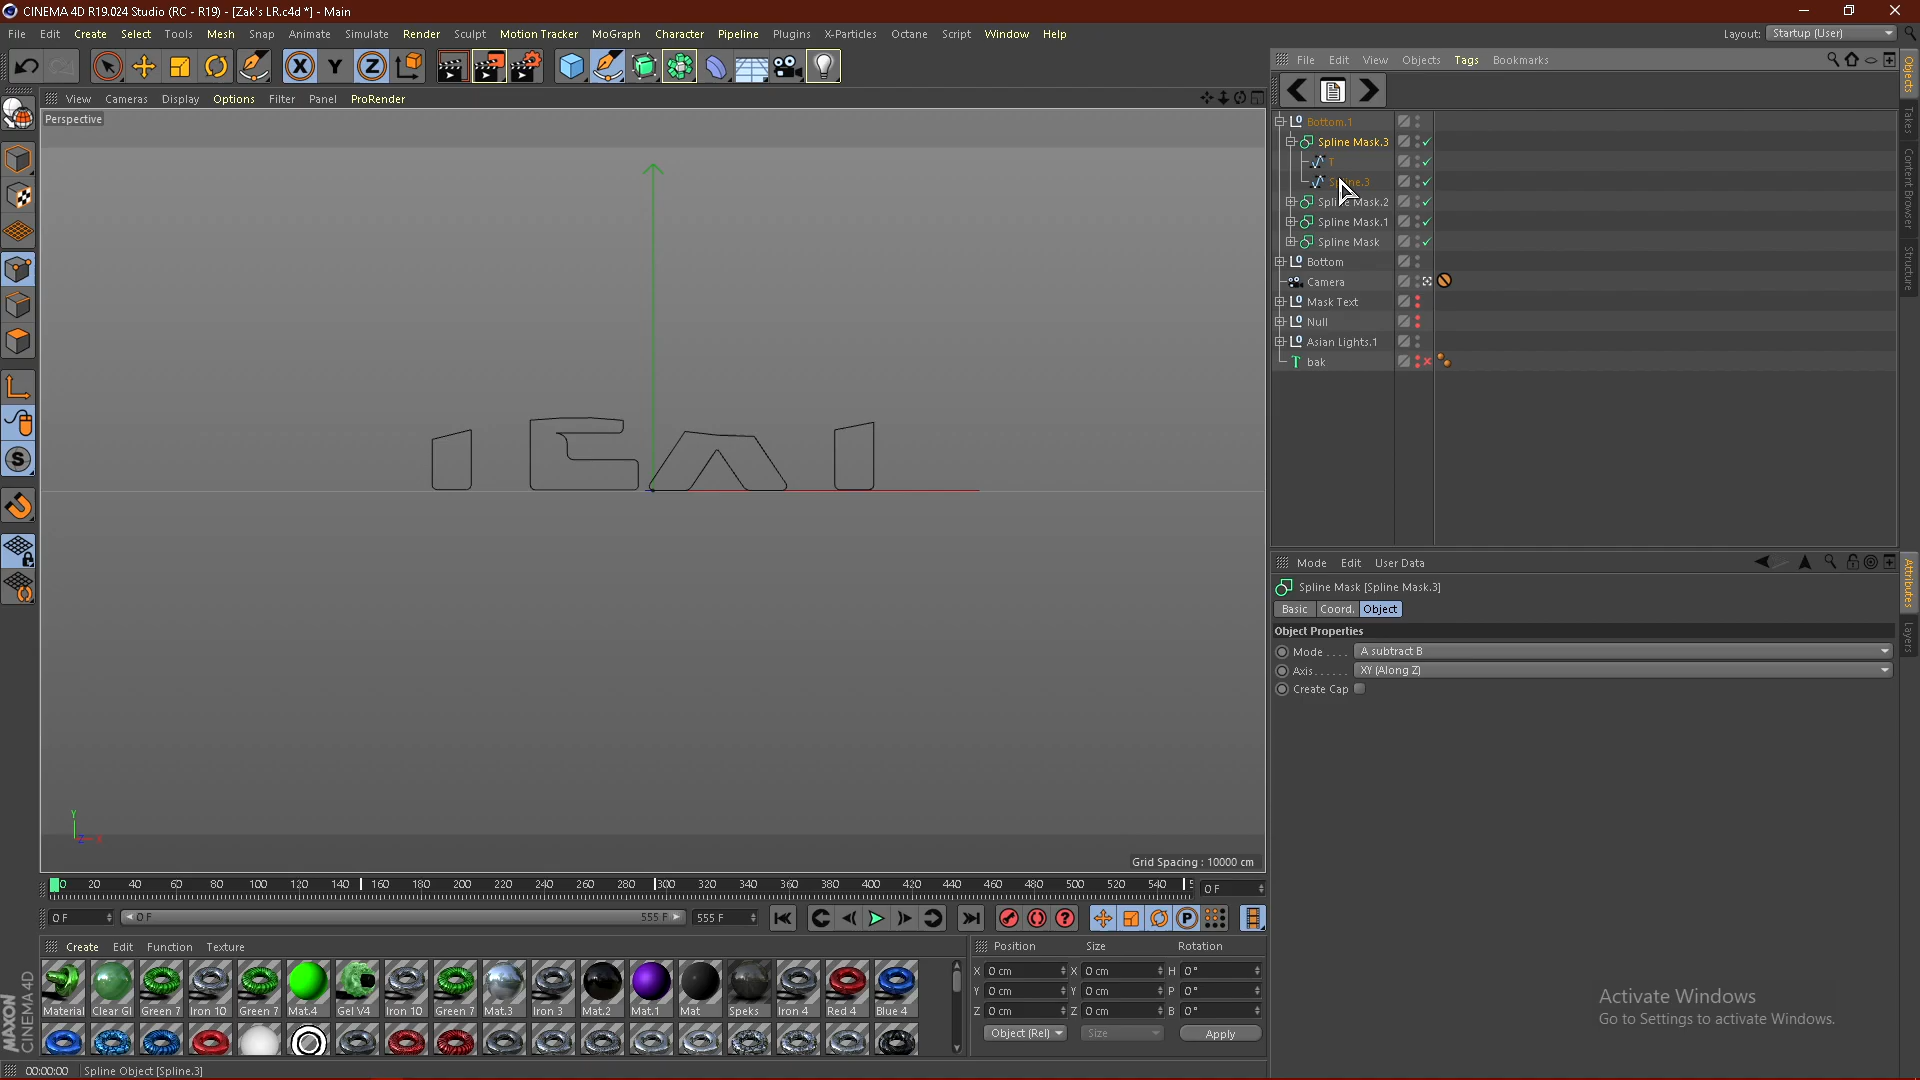 CINEMA 4D R19.024 Studio (RC - R19) - [Zak's LR.c4d *] - Main
File Edit Create Select Tools Mesh Snap Animate Simulate Render Sculpt Motion Tracker MoGraph Character Pipeline Plugins X-Particles Octane Script Window Help
Layout: Startup (User)
X Y Z
File Edit View Objects Tags Bookmarks
View Cameras Display Options Filter Panel ProRender
Perspective
Bottom.1
Spline Mask.3
T
Spline.3
Spline Mask.2
Spline Mask.1
Spline Mask
Bottom
Camera
Mask Text
Null
Asian Lights.1
bak
Objects
Takes
Content Browser
Structure
Mode Edit User Data
Spline Mask [Spline Mask.3]
Basic Coord. Object
Object Properties
Mode . . . . A subtract B
Axis. . . . . . XY (Along Z)
Create Cap
Attributes
Layers
Y
Z X
Grid Spacing : 10000 cm
0 20 40 60 80 100 120 140 160 180 200 220 240 260 280 300 320 340 360 380 400 420 440 460 480 500 520 540 0 F
0 F 0 F 555 F 555 F
Create Edit Function Texture
Position Size Rotation
X 0 cm X 0 cm H 0°
Y 0 cm Y 0 cm P 0°
Z 0 cm Z 0 cm B 0°
Object (Rel) Size Apply
Material Clear Gl Green 7 Iron 10 Green 7 Mat.4 Gel V4 Iron 10 Green 7 Mat.3 Iron 3 Mat.2 Mat.1 Mat Speks Iron 4 Red 4 Blue 4
MAXON CINEMA 4D
Activate Windows
Go to Settings to activate Windows.
00:00:00 Spline Object [Spline.3]